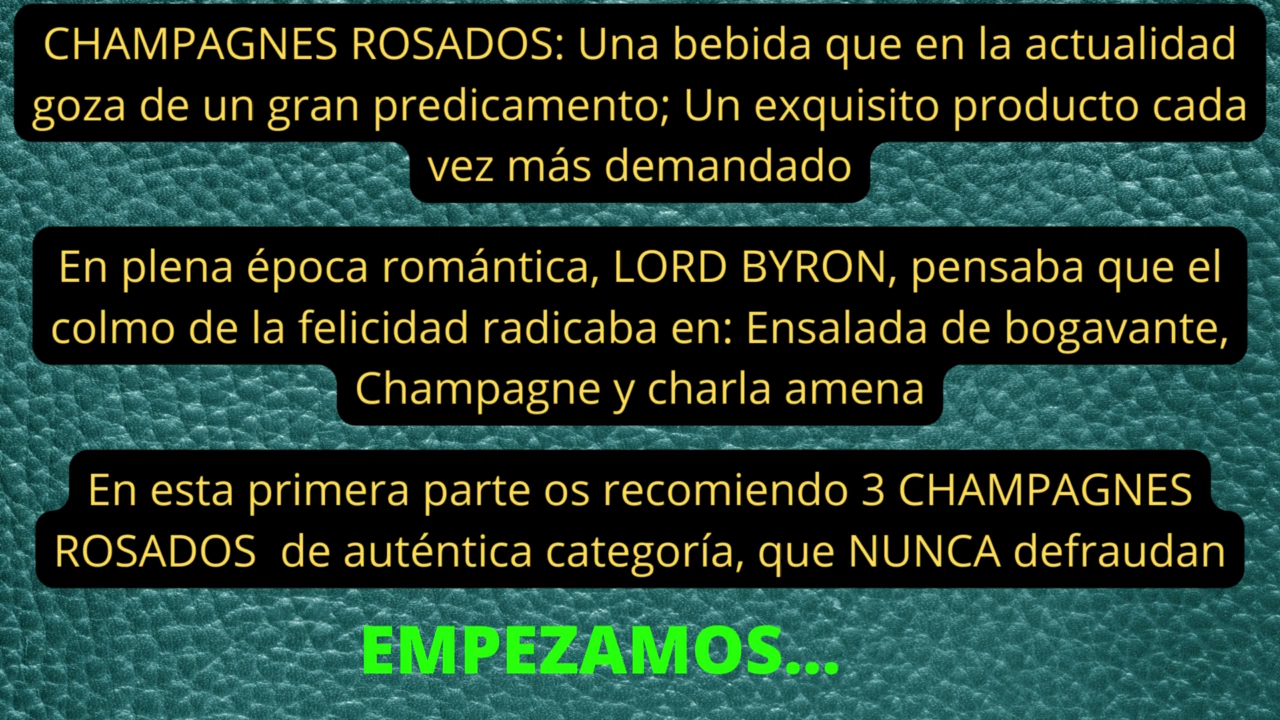 CHAMPAGNES ROSADOS: Una bebida que en la actualidad
goza de un gran predicamento; Un exquisito producto cada
vez más demandado
En plena época romántica, LORD BYRON, pensaba que el
colmo de la felicidad radicaba en: Ensalada de bogavante,
Champagne y charla amena
En esta primera parte os recomiendo 3 CHAMPAGNES
ROSADOS  de auténtica categoría, que NUNCA defraudan
EMPEZAMOS...